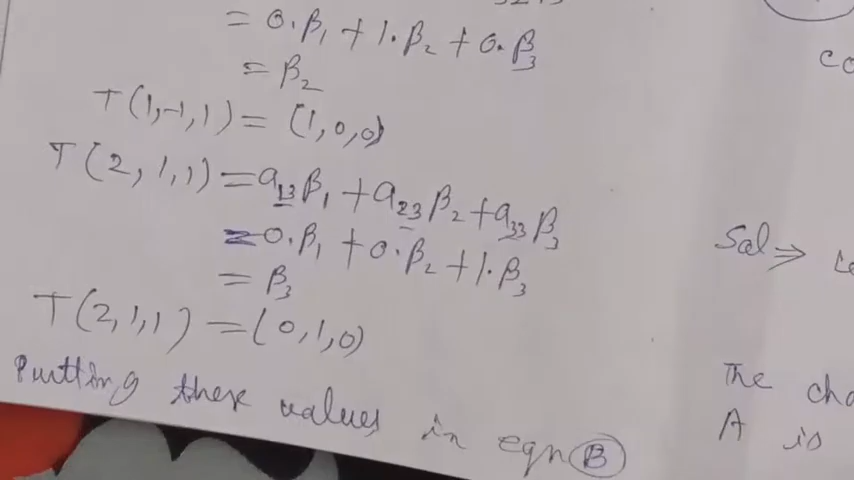 = 0.β₁ + 1.β₂ + 0.β₃
= β₂
T(1,-1,1) = (1,0,0)
T(2,1,1) = a₁₃β₁ + a₂₃β₂ + a₃₃β₃
= 0.β₁ + 0.β₂ + 1.β₃
= β₃
T(2,1,1) = (0,1,0)
Putting these values in eqn (B)
Sol ⇒
The cha
A is